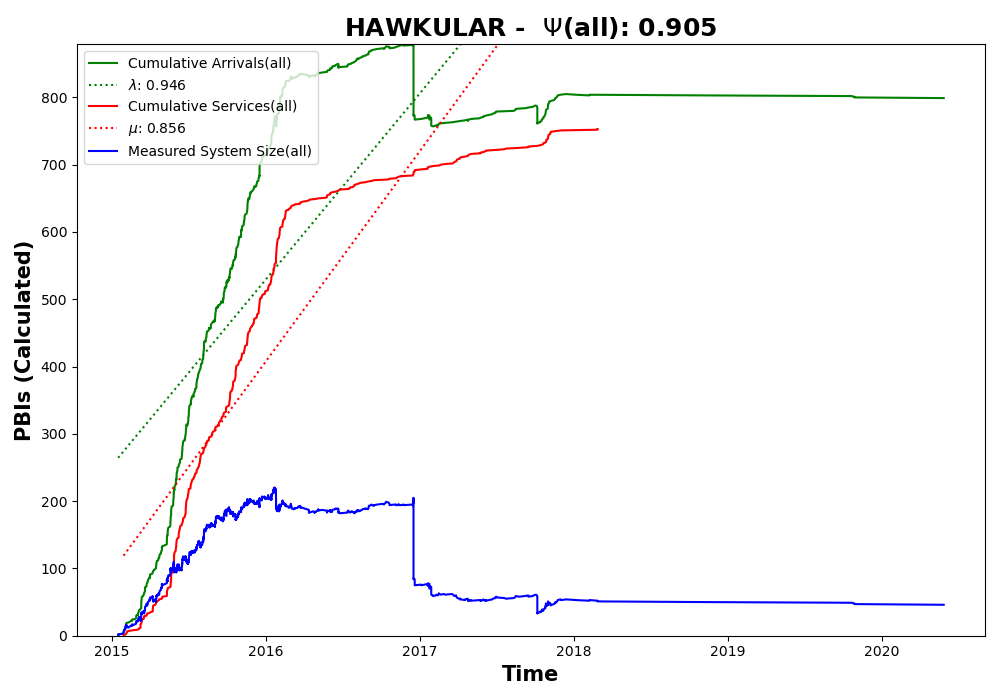 HAWKULAR -  Ψ(all): 0.905
Cumulative Arrivals(all)
λ: 0.946
Cumulative Services(all)
μ: 0.856
Measured System Size(all)
PBIs (Calculated)
800
700
600
500
400
300
200
100
0
2015 2016 2017 2018 2019 2020
Time